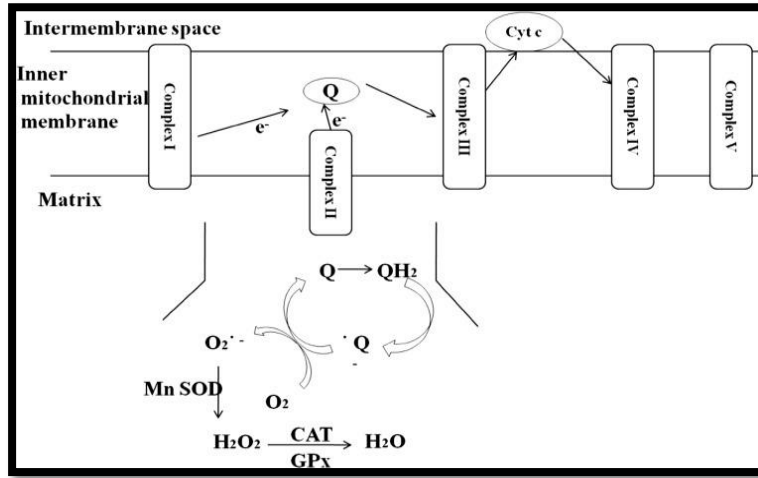 Intermembrane space
Cyt c
Inner
mitochondrial
membrane
Complex I
Q
Complex III
Complex IV
Complex V
e-
e-
Complex II
Matrix
Q → QH2
O2·-
·Q-
Mn SOD
O2
H2O2
CAT
GPx
H2O